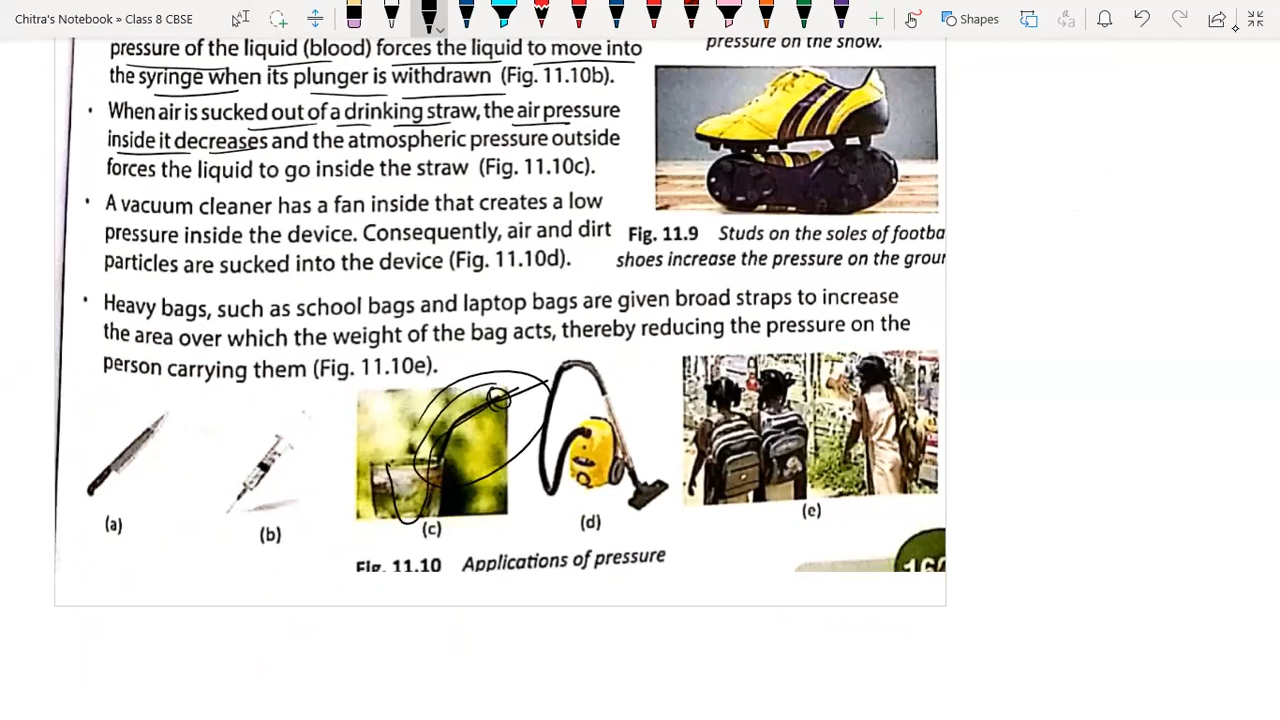 Chitra's Notebook » Class 8 CBSE
Shapes
pressure of the liquid (blood) forces the liquid to move into
the syringe when its plunger is withdrawn (Fig. 11.10b).
• When air is sucked out of a drinking straw, the air pressure
inside it decreases and the atmospheric pressure outside
forces the liquid to go inside the straw (Fig. 11.10c).
• A vacuum cleaner has a fan inside that creates a low
pressure inside the device. Consequently, air and dirt
particles are sucked into the device (Fig. 11.10d).
pressure on the snow.
Fig. 11.9 Studs on the soles of footba
shoes increase the pressure on the grour
• Heavy bags, such as school bags and laptop bags are given broad straps to increase
the area over which the weight of the bag acts, thereby reducing the pressure on the
person carrying them (Fig. 11.10e).
(a)
(b)
(c)
(d)
(e)
Fig. 11.10 Applications of pressure